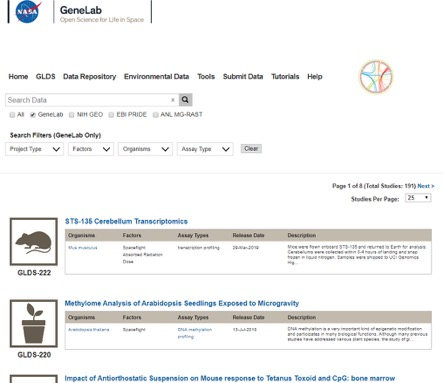 NASA
GeneLab
Open Science for Life in Space
Home GLDS Data Repository Environmental Data Tools Submit Data Tutorials Help
Search Data x
All GeneLab NIH GEO EBI PRIDE ANL MG-RAST
Search Filters (GeneLab Only)
Project Type Factors Organisms Assay Type Clear
Page 1 of 8 (Total Studies: 191) Next >
Studies Per Page: 25
STS-135 Cerebellum Transcriptomics
Organisms Factors Assay Types Release Date Description
Mus musculus Spaceflight transcription profiling
Absorbed Radiation
Dose
Mice were flown onboard STS-135 and returned to Earth for analysis.
Cerebellums were collected within 3-4 hours of landing and snap
frozen in liquid nitrogen. Samples were shipped to UCI Genomics
Hig...
GLDS-222
Methylome Analysis of Arabidopsis Seedlings Exposed to Microgravity
Organisms Factors Assay Types Release Date Description
Arabidopsis thaliana Spaceflight DNA methylation
profiling
DNA methylation is a very important kind of epigenetic modification
and participates in many biological functions. Although many previous
studies have addressed various plant species, the study of gr...
GLDS-220
Impact of Antiorthostatic Suspension on Mouse response to Tetanus Toxoid and CpG: bone marrow